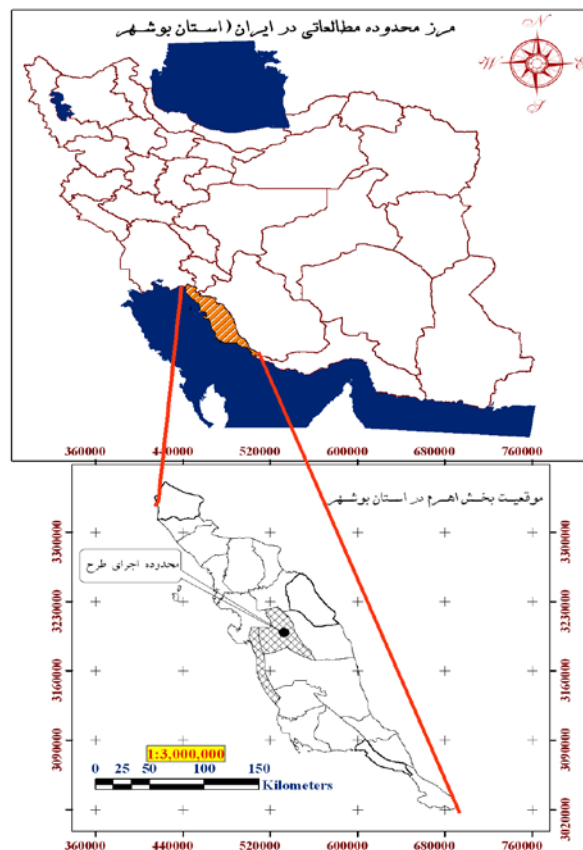 مرز محدوده مطالعاتی در ایران (استان بوشهر
N
W E
S
360000 440000 520000 600000 680000 760000
موقعیت بخش اهرم در استان بوشهر
محدوده اجرای طرح
3300000 3300000
3230000 3230000
3160000 3160000
3090000 3090000
3020000
1:3,000,000
0 25 50 100 150
Kilometers
360000 440000 520000 600000 680000 760000